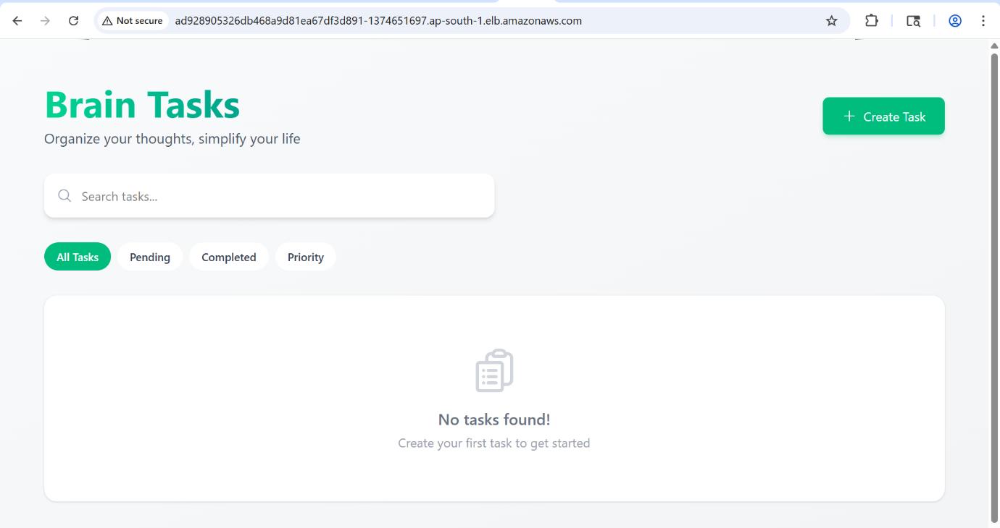 Not secure ad928905326db468a9d81ea67df3d891-1374651697.ap-south-1.elb.amazonaws.com
Brain Tasks
Organize your thoughts, simplify your life
Create Task
Search tasks...
All Tasks Pending Completed Priority
No tasks found!
Create your first task to get started